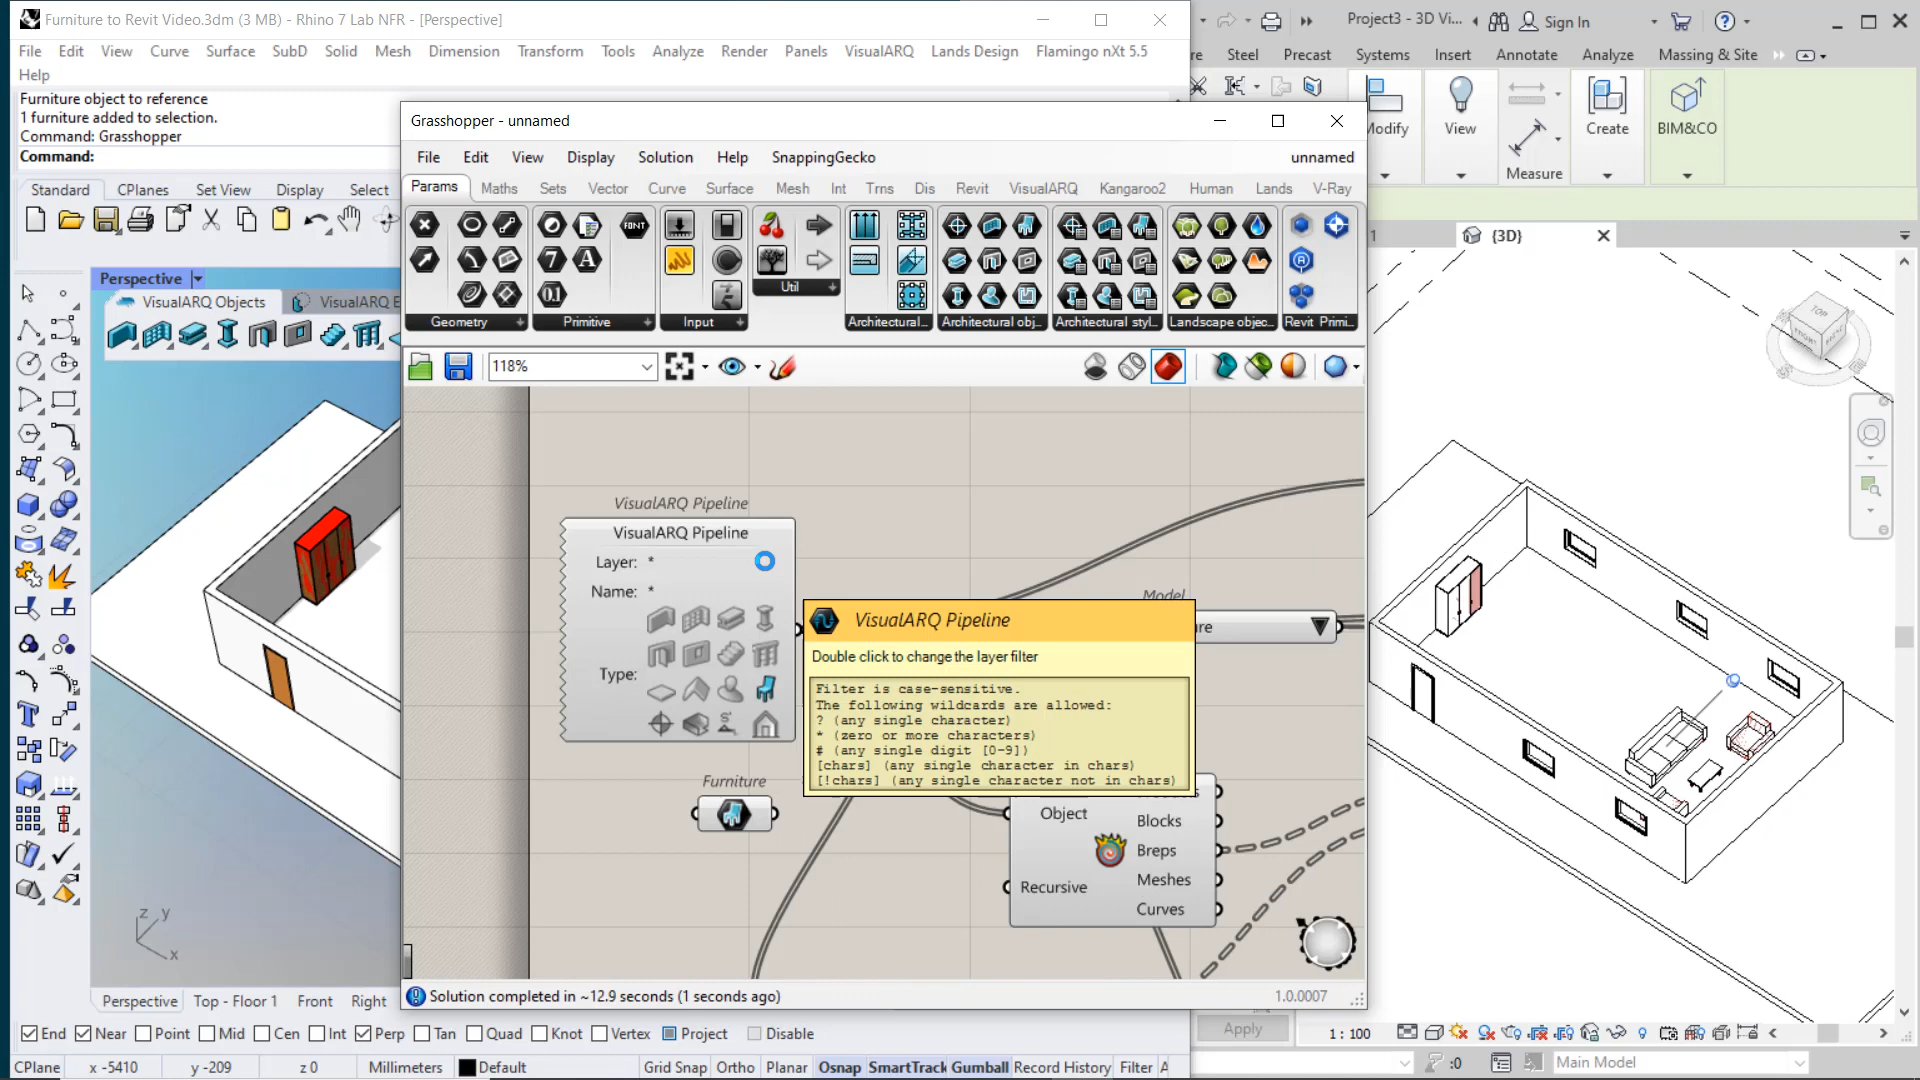 Furniture to Revit Video.3dm (3 MB) - Rhino 7 Lab NFR - [Perspective]
File Edit View Curve Surface SubD Solid Mesh Dimension Transform Tools Analyze Render Panels VisualARQ Lands Design Flamingo nXt 5.5
Help
Furniture object to reference
1 furniture added to selection.
Command: Grasshopper
Command:
Standard CPlanes Set View Display Select
Perspective
VisualARQ Objects VisualARQ E
z y
x
Perspective Top - Floor 1 Front Right
End Near Point Mid Cen Int Perp Tan Quad Knot Vertex Project Disable
CPlane x -5410 y -209 z 0 Millimeters Default Grid Snap Ortho Planar Osnap SmartTrack Gumball Record History Filter A
Grasshopper - unnamed
File Edit View Display Solution Help SnappingGecko unnamed
Params Maths Sets Vector Curve Surface Mesh Int Trns Dis Revit VisualARQ Kangaroo2 Human Lands V-Ray
FONT
7 A
0.1
Geometry Primitive Input Util Architectural... Architectural obj... Architectural styl... Landscape objec... Revit Primi...
118%
VisualARQ Pipeline
VisualARQ Pipeline
Layer: *
Name: *
Type:
Furniture
Model
re
VisualARQ Pipeline
Double click to change the layer filter
Filter is case-sensitive.
The following wildcards are allowed:
? (any single character)
* (zero or more characters)
# (any single digit [0-9])
[chars] (any single character in chars)
[!chars] (any single character not in chars)
Object
Recursive
Blocks
Breps
Meshes
Curves
Solution completed in ~12.9 seconds (1 seconds ago)
1.0.0007
Project3 - 3D Vi... Sign In
re Steel Precast Systems Insert Annotate Analyze Massing & Site
Modify View Measure Create BIM&CO
1 {3D}
TOP
FRONT
Apply
1 : 100
:0 Main Model